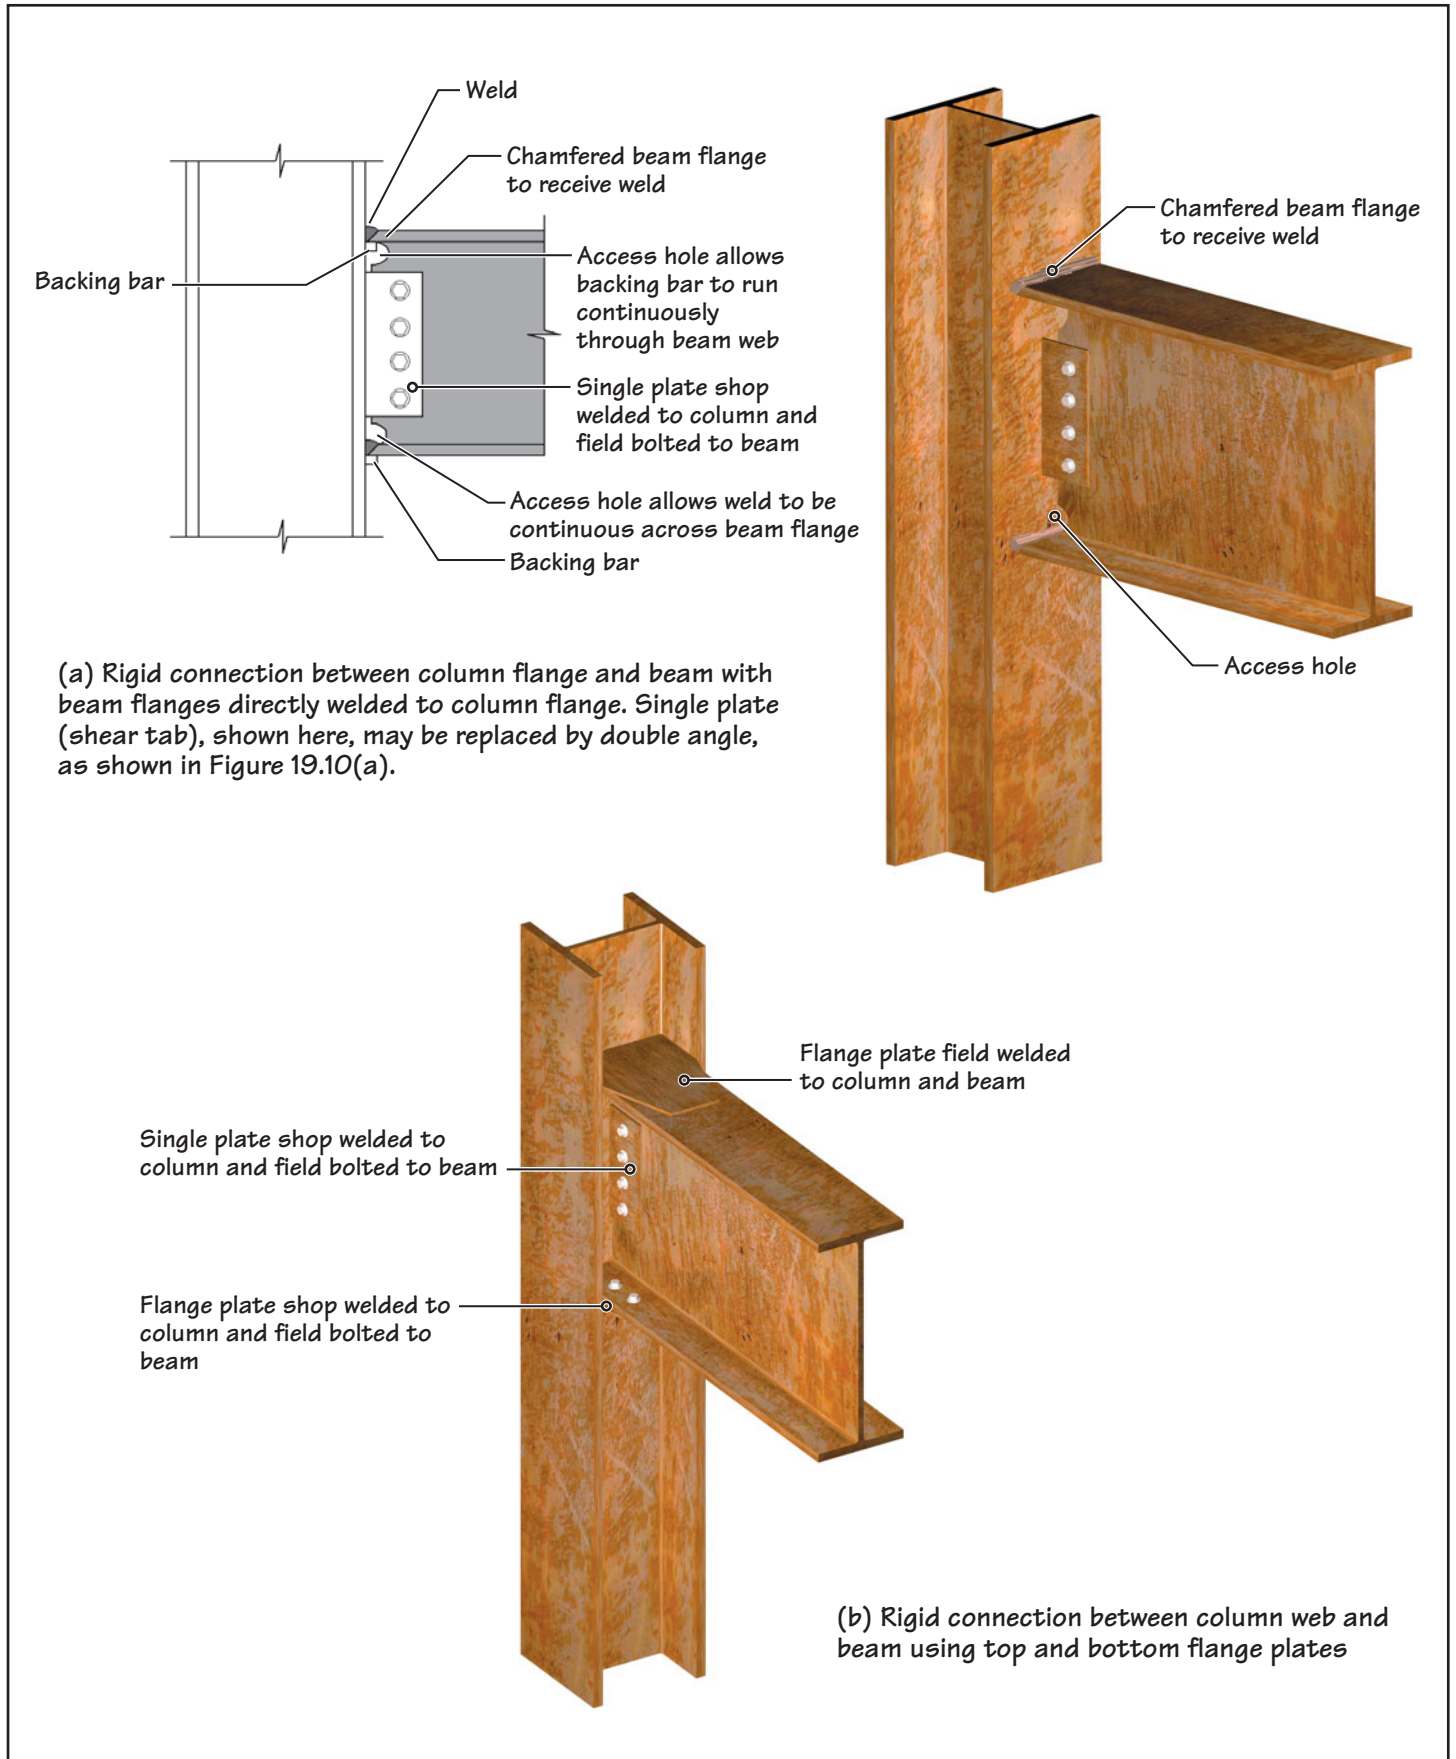 Weld
Chamfered beam flange
to receive weld
Backing bar
Access hole allows
backing bar to run
continuously
through beam web
Single plate shop
welded to column and
field bolted to beam
Access hole allows weld to be
continuous across beam flange
Backing bar
Chamfered beam flange
to receive weld
Access hole
(a) Rigid connection between column flange and beam with
beam flanges directly welded to column flange. Single plate
(shear tab), shown here, may be replaced by double angle,
as shown in Figure 19.10(a).
Flange plate field welded
to column and beam
Single plate shop welded to
column and field bolted to beam
Flange plate shop welded to
column and field bolted to
beam
(b) Rigid connection between column web and
beam using top and bottom flange plates